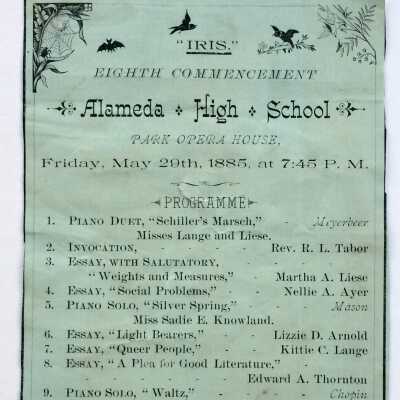 "IRIS."
EIGHTH COMMENCEMENT
Alameda High School
PARK OPERA HOUSE,
Friday, May 29th, 1885, at 7:45 P. M.
PROGRAMME
1. PIANO DUET, "Schiller's Marsch," - - Meyerbeer
Misses Lange and Liese.
2. INVOCATION, - - - - Rev. R. L. Tabor
3. ESSAY, WITH SALUTATORY,
"Weights and Measures," - Martha A. Liese
4. ESSAY, "Social Problems," - - Nellie A. Ayer
5. PIANO SOLO, "Silver Spring," - - Mason
Miss Sadie E. Knowland.
6. ESSAY, "Light Bearers," - - Lizzie D. Arnold
7. ESSAY, "Queer People," - - Kittie C. Lange
8. ESSAY, "A Plea for Good Literature," - -
- - - - - Edward A. Thornton
9. PIANO SOLO, "Waltz," - - - Chopin